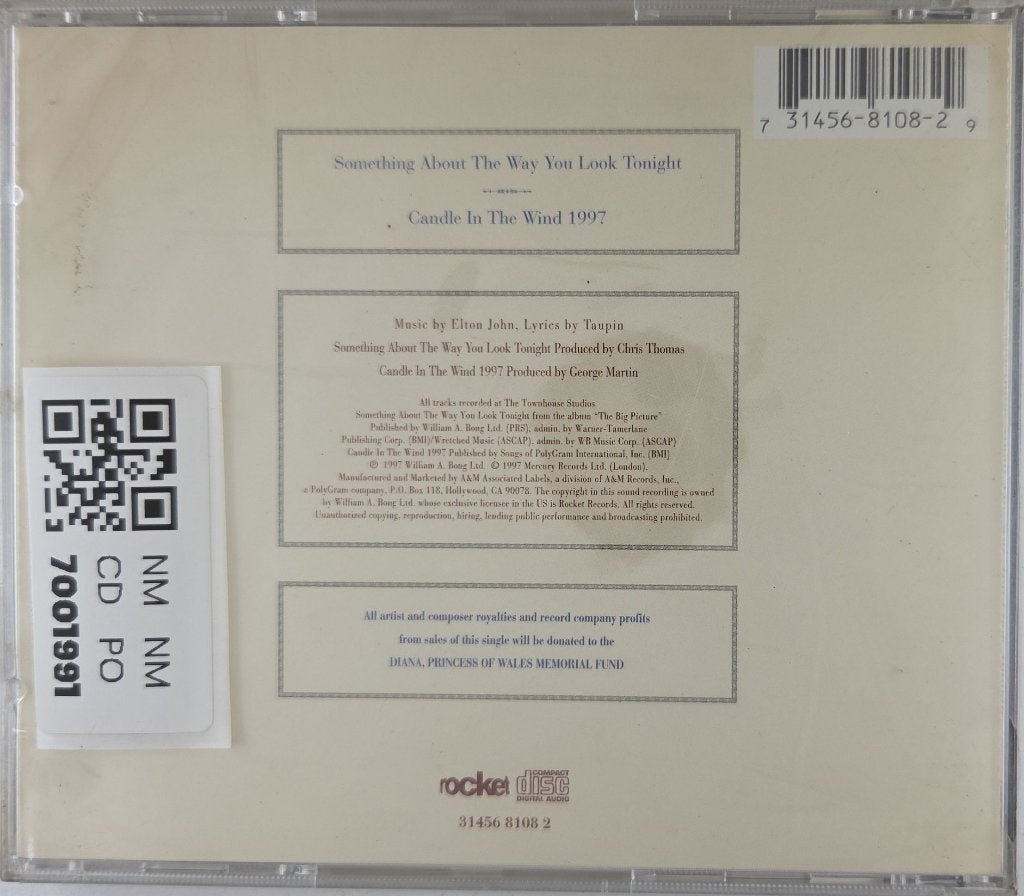 7 31456-8108-2 9
Something About The Way You Look Tonight
Candle In The Wind 1997
Music by Elton John, Lyrics by Taupin
Something About The Way You Look Tonight Produced by Chris Thomas
Candle In The Wind 1997 Produced by George Martin
All tracks recorded at The Townhouse Studios
Something About The Way You Look Tonight from the album "The Big Picture"
Published by William A. Bong Ltd. (PRS), admin. by Warner-Tamerlane
Publishing Corp. (BMI)/Wretched Music (ASCAP), admin. by WB Music Corp. (ASCAP)
Candle In The Wind 1997 Published by Songs of PolyGram International, Inc. (BMI)
℗ 1997 William A. Bong Ltd. © 1997 Mercury Records Ltd. (London).
Manufactured and Marketed by A&M Associated Labels, a division of A&M Records, Inc.,
a PolyGram company, P.O. Box 118, Hollywood, CA 90078. The copyright in this sound recording is owned
by William A. Bong Ltd. whose exclusive licensee in the US is Rocket Records. All rights reserved.
Unauthorized copying, reproduction, hiring, lending public performance and broadcasting prohibited.
NM NM
CD PO
7001991
All artist and composer royalties and record company profits
from sales of this single will be donated to the
DIANA, PRINCESS OF WALES MEMORIAL FUND
rocket COMPACT disc DIGITAL AUDIO
31456 8108 2